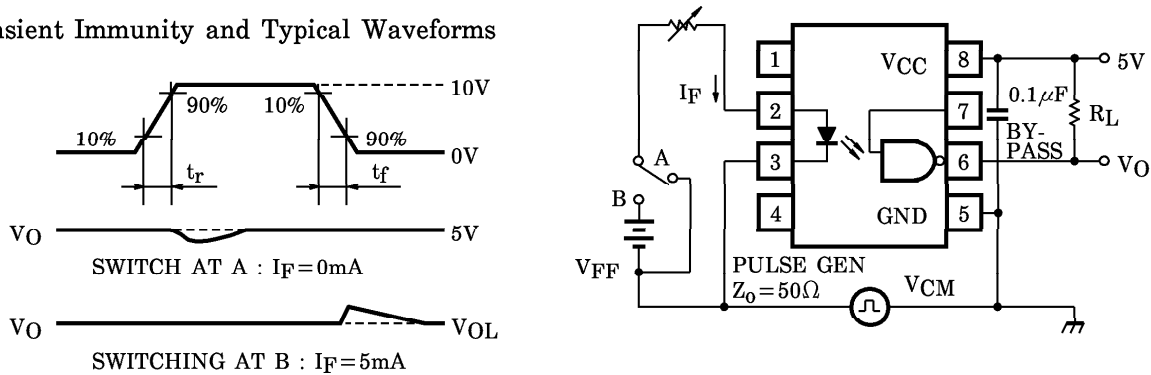 Immunity and Typical Waveforms
10V
90%
10%
10%
90%
0V
tr
tf
VO
5V
SWITCH AT A : IF=0mA
VO
VOL
SWITCHING AT B : IF=5mA
1
2
3
4
VCC
GND
8
7
6
5
IF
A
B
VFF
PULSE GEN
Zo=50Ω
VCM
0.1μF
BY-
PASS
RL
5V
VO